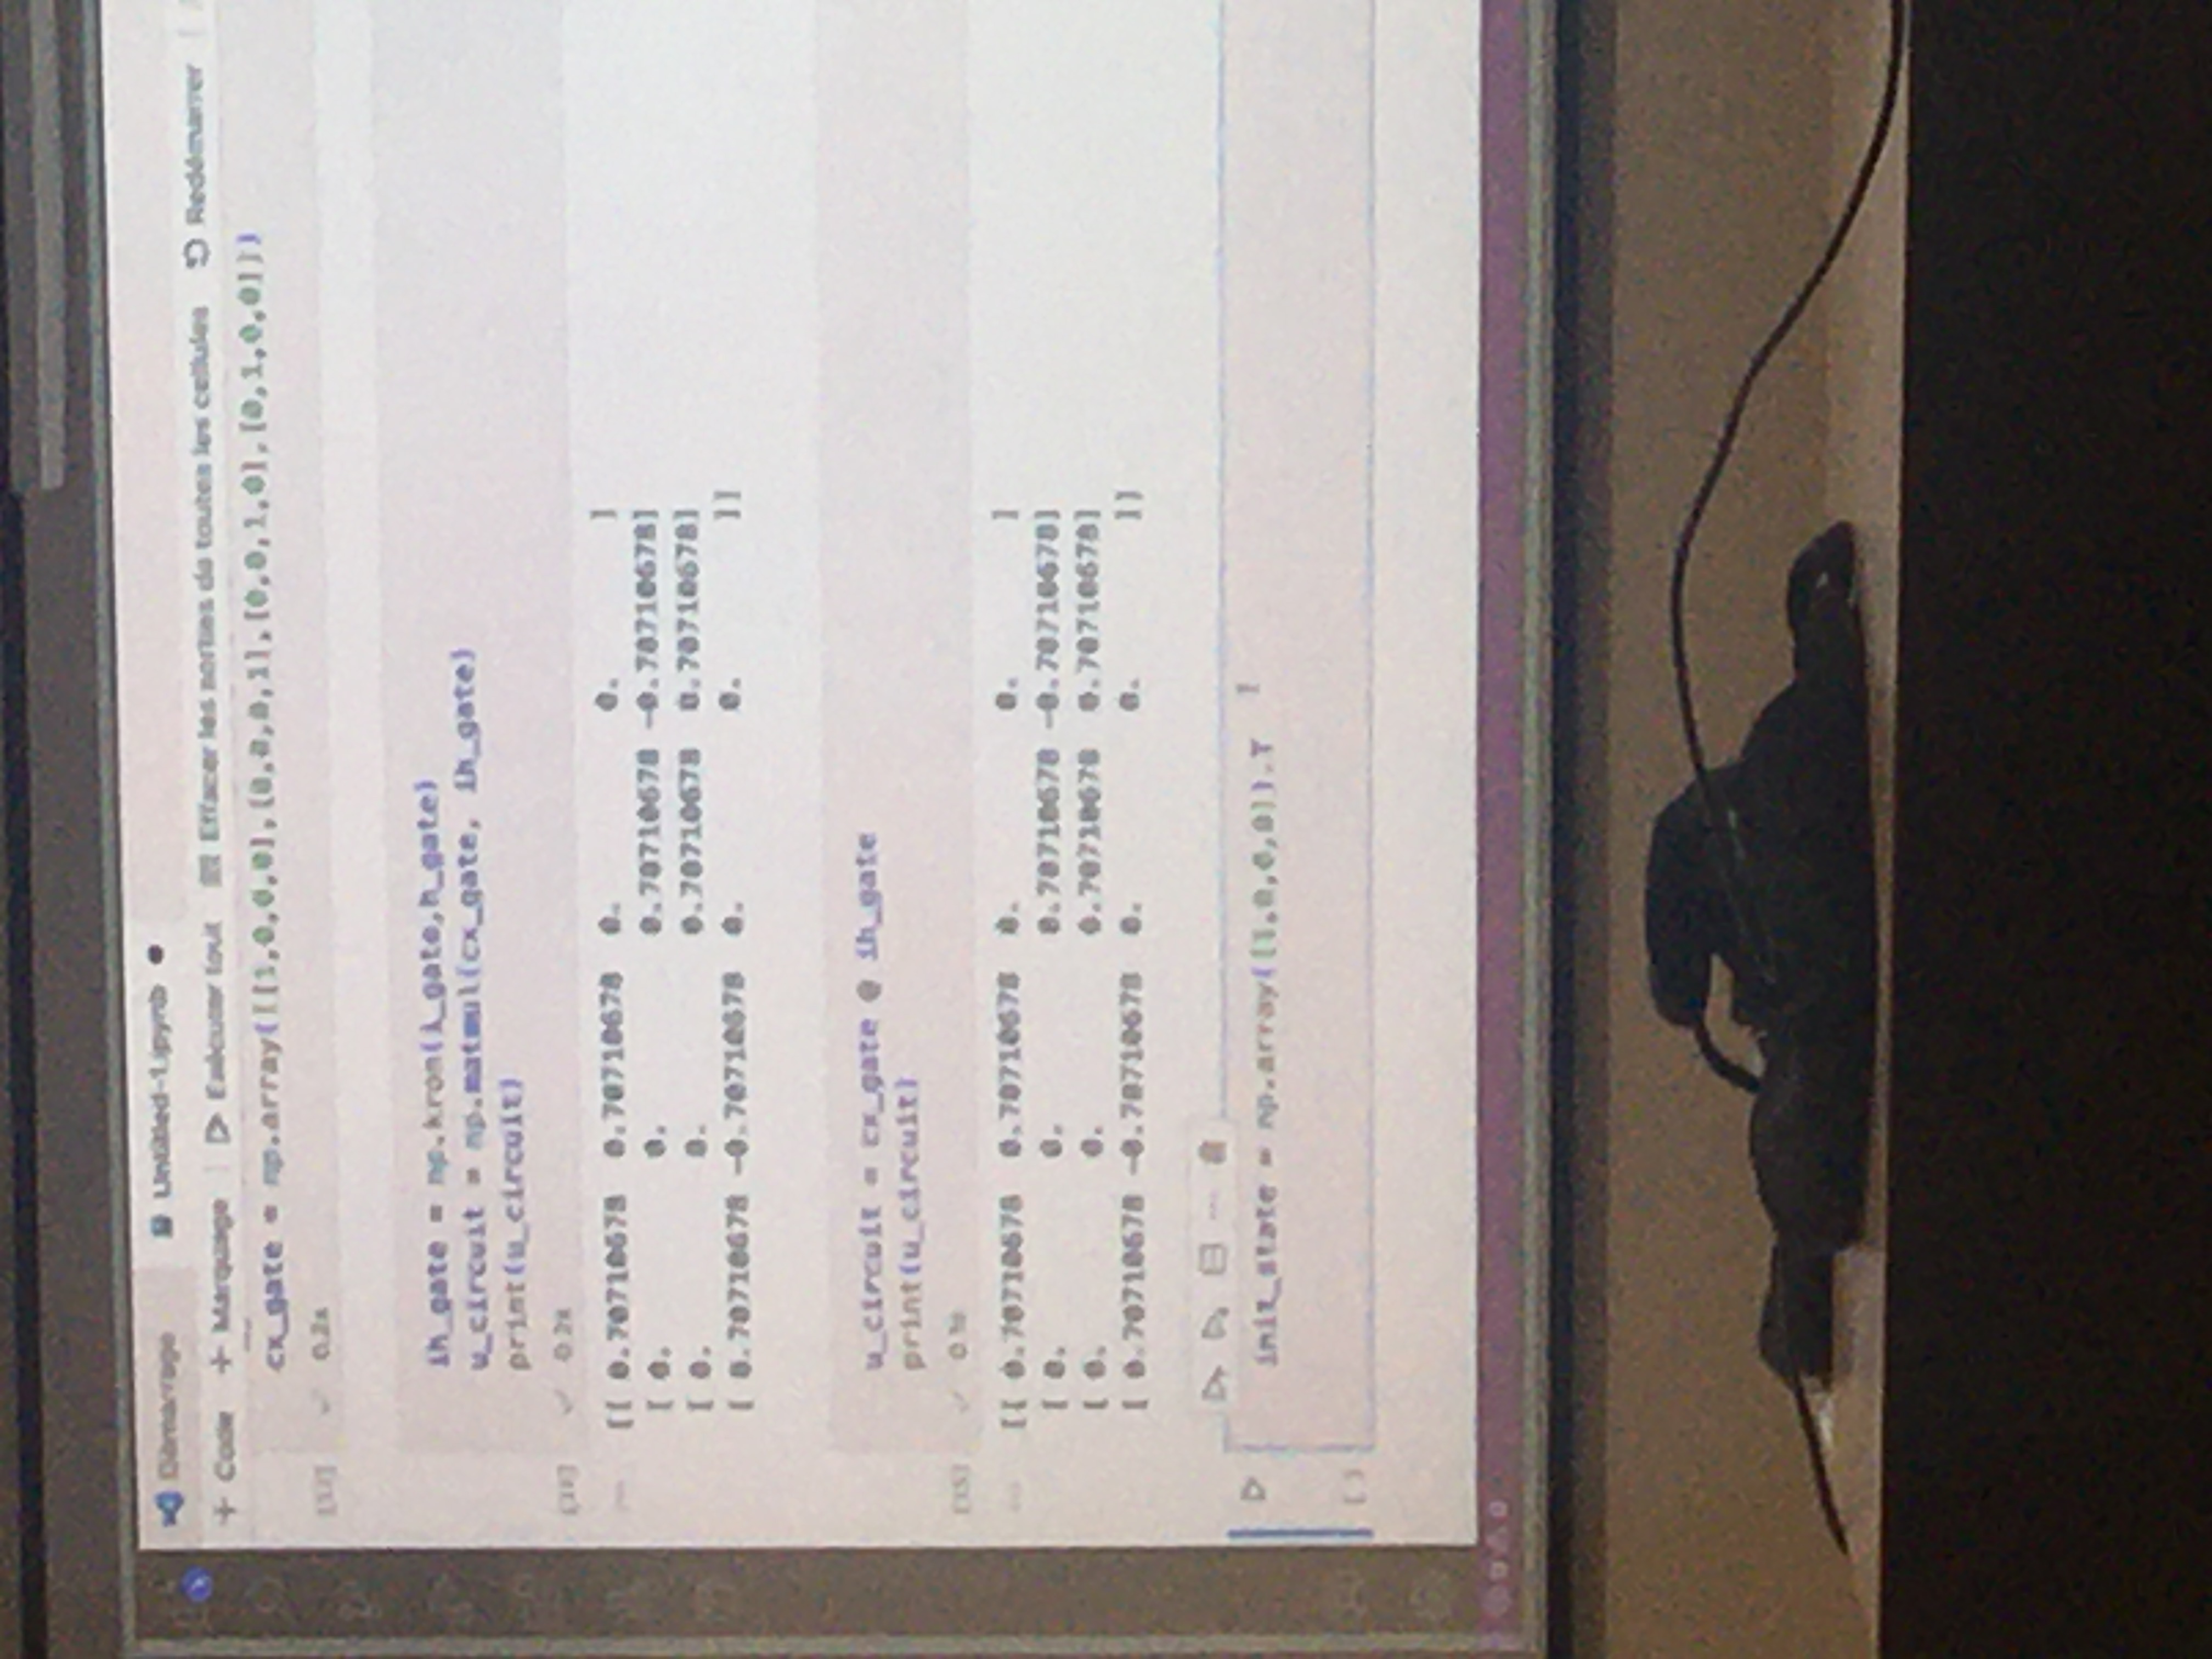 Démarrage Untitled-1.ipynb
Code Marquage Exécuter tout Effacer les sorties de toutes les cellules Redémarrer
cx_gate = np.array([[1,0,0,0],[0,0,0,1],[0,0,1,0],[0,1,0,0]])
0.2s
ih_gate = np.kron(i_gate,h_gate)
u_circuit = np.matmul(cx_gate, ih_gate)
print(u_circuit)
0.2s
[[ 0.70710678 0.70710678 0. 0. ]
[ 0. 0. 0.70710678 -0.70710678]
[ 0. 0. 0.70710678 0.70710678]
[ 0.70710678 -0.70710678 0. 0. ]]
u_circuit = cx_gate @ ih_gate
print(u_circuit)
[15]
[[ 0.70710678 0.70710678 0. 0. ]
[ 0. 0. 0.70710678 -0.70710678]
[ 0. 0. 0.70710678 0.70710678]
[ 0.70710678 -0.70710678 0. 0. ]]
init_state = np.array([1,0,0,0]).T
[ ]
0 0